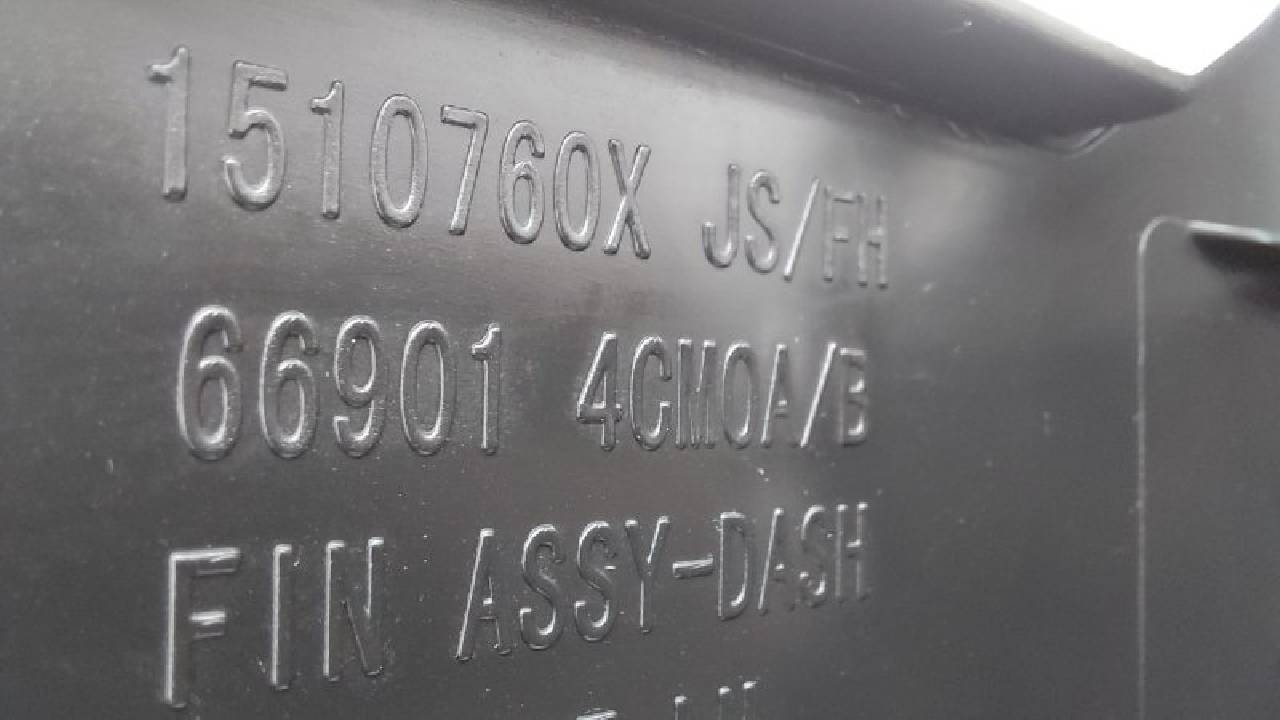 1510760X JS/FH
66901 4CM0A/B
FIN ASSY-DASH